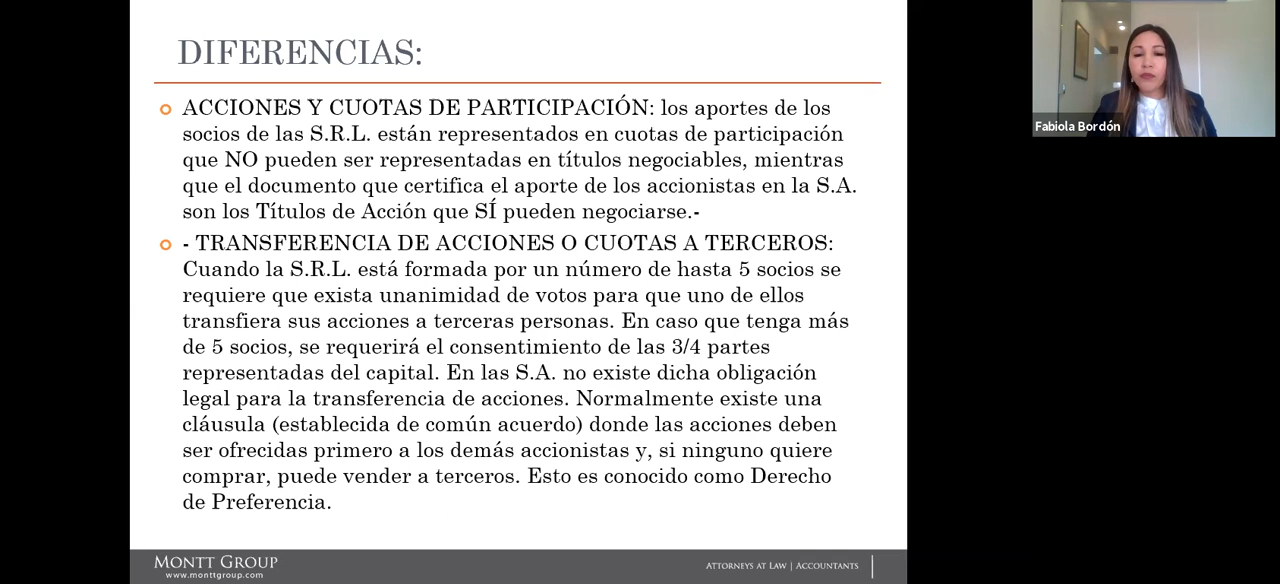 DIFERENCIAS:
ACCIONES Y CUOTAS DE PARTICIPACIÓN: los aportes de los
socios de las S.R.L. están representados en cuotas de participación
que NO pueden ser representadas en títulos negociables, mientras
que el documento que certifica el aporte de los accionistas en la S.A.
son los Títulos de Acción que SÍ pueden negociarse.-
- TRANSFERENCIA DE ACCIONES O CUOTAS A TERCEROS:
Cuando la S.R.L. está formada por un número de hasta 5 socios se
requiere que exista unanimidad de votos para que uno de ellos
transfiera sus acciones a terceras personas. En caso que tenga más
de 5 socios, se requerirá el consentimiento de las 3/4 partes
representadas del capital. En las S.A. no existe dicha obligación
legal para la transferencia de acciones. Normalmente existe una
cláusula (establecida de común acuerdo) donde las acciones deben
ser ofrecidas primero a los demás accionistas y, si ninguno quiere
comprar, puede vender a terceros. Esto es conocido como Derecho
de Preferencia.
MONTT GROUP
www.monttgroup.com
ATTORNEYS AT LAW | ACCOUNTANTS
Fabiola Bordón